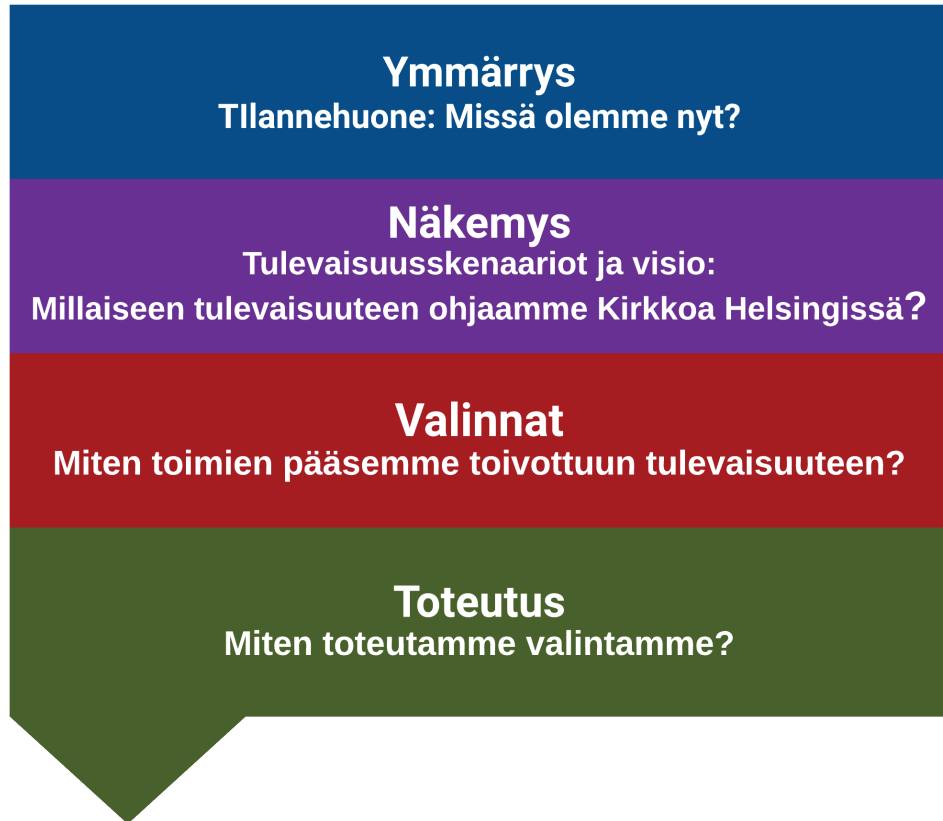 Ymmärrys
TIllannehuone: Missä olemme nyt?
Näkemys
Tulevaisuusskenaariot ja visio:
Millaiseen tulevaisuuteen ohjaamme Kirkkoa Helsingissä?
Valinnat
Miten toimien pääsemme toivottuun tulevaisuuteen?
Toteutus
Miten toteutamme valintamme?